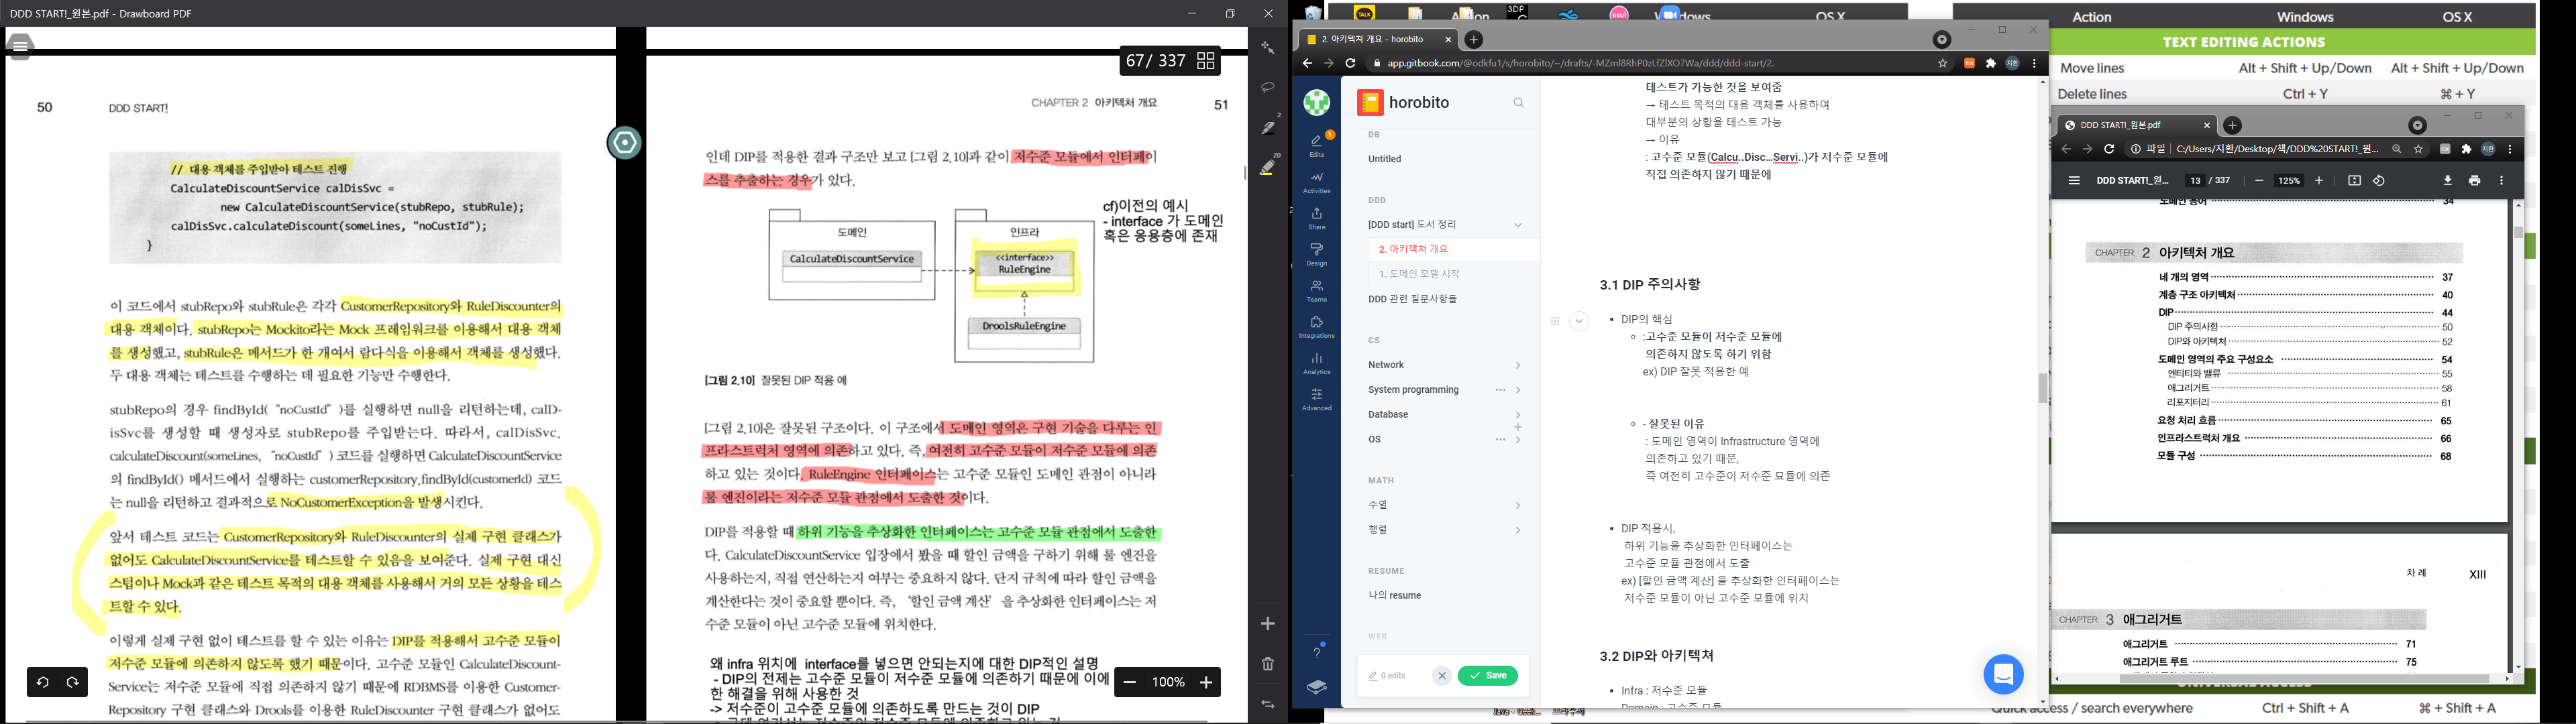 DDD START!_원본.pdf - Drawboard PDF
67/ 337
50
DDD START!
// 대용 객체를 주입받아 테스트 진행
CalculateDiscountService calDisSvc =
new CalculateDiscountService(stubRepo, stubRule);
calDisSvc.calculateDiscount(someLines, "noCustId");
}
이 코드에서 stubRepo와 stubRule은 각각 CustomerRepository와 RuleDiscounter의
대용 객체이다. stubRepo는 Mockito라는 Mock 프레임워크를 이용해서 대용 객체
를 생성했고, stubRule은 메서드가 한 개여서 람다식을 이용해서 객체를 생성했다.
두 대용 객체는 테스트를 수행하는 데 필요한 기능만 수행한다.
stubRepo의 경우 findById( “noCustId” )를 실행하면 null을 리턴하는데, calD-
isSvc를 생성할 때 생성자로 stubRepo를 주입받는다. 따라서, calDisSvc.
calculateDiscount(someLines, “noCustId” ) 코드를 실행하면 CalculateDiscountService
의 findById() 메서드에서 실행하는 customerRepository.findById(customerId) 코드
는 null을 리턴하고 결과적으로 NoCustomerException을 발생시킨다.
앞서 테스트 코드는 CustomerRepository와 RuleDiscounter의 실제 구현 클래스가
없어도 CalculateDiscountService를 테스트할 수 있음을 보여준다. 실제 구현 대신
스텁이나 Mock과 같은 테스트 목적의 대용 객체를 사용해서 거의 모든 상황을 테스
트할 수 있다.
이렇게 실제 구현 없이 테스트를 할 수 있는 이유는 DIP를 적용해서 고수준 모듈이
저수준 모듈에 의존하지 않도록 했기 때문이다. 고수준 모듈인 CalculateDiscount-
Service는 저수준 모듈에 직접 의존하지 않기 때문에 RDBMS를 이용한 Customer-
Repository 구현 클래스와 Drools를 이용한 RuleDiscounter 구현 클래스가 없어도
CHAPTER 2 아키텍처 개요
51
인데 DIP를 적용한 결과 구조만 보고 [그림 2.10]과 같이 저수준 모듈에서 인터페이
스를 추출하는 경우가 있다.
cf)이전의 예시
- interface 가 도메인
혹은 응용층에 존재
도메인
CalculateDiscountService
인프라
<<interface>>
RuleEngine
DroolsRuleEngine
[그림 2.10] 잘못된 DIP 적용 예
[그림 2.10]은 잘못된 구조이다. 이 구조에서 도메인 영역은 구현 기술을 다루는 인
프라스트럭처 영역에 의존하고 있다. 즉, 여전히 고수준 모듈이 저수준 모듈에 의존
하고 있는 것이다. RuleEngine 인터페이스는 고수준 모듈인 도메인 관점이 아니라
룰 엔진이라는 저수준 모듈 관점에서 도출한 것이다.
DIP를 적용할 때 하위 기능을 추상화한 인터페이스는 고수준 모듈 관점에서 도출한
다. CalculateDiscountService 입장에서 봤을 때 할인 금액을 구하기 위해 룰 엔진을
사용하는지, 직접 연산하는지 여부는 중요하지 않다. 단지 규칙에 따라 할인 금액을
계산한다는 것이 중요할 뿐이다. 즉, ‘할인 금액 계산’ 을 추상화한 인터페이스는 저
수준 모듈이 아닌 고수준 모듈에 위치한다.
왜 infra 위치에 interface를 넣으면 안되는지에 대한 DIP적인 설명
- DIP의 전제는 고수준 모듈이 저수준 모듈에 의존하기 때문에 이에
한 해결을 위해 사용한 것
-> 저수준이 고수준에 의존하도록 만드는 것이 DIP
100%
2
20
2. 아키텍쳐 개요 - horobito
app.gitbook.com/@odkfu1/s/horobito/~/drafts/-MZml8RhP0zLfZlXO7Wa/ddd/ddd-start/2.
지환
Edits
1
Activities
Share
Design
Teams
Integrations
Analytics
Advanced
horobito
DB
Untitled
DDD
[DDD start] 도서 정리
2. 아키텍쳐 개요
1. 도메인 모델 시작
DDD 관련 질문사항들
CS
Network
System programming
Database
OS
MATH
수열
행렬
RESUME
나의 resume
WEB
0 edits
Save
테스트가 가능한 것을 보여줌
→ 테스트 목적의 대용 객체를 사용하여
대부분의 상황을 테스트 가능
→ 이유
: 고수준 모듈(Calcu..Disc...Servi..)가 저수준 모듈에
직접 의존하지 않기 때문에
3.1 DIP 주의사항
DIP의 핵심
:고수준 모듈이 저수준 모듈에
의존하지 않도록 하기 위함
ex) DIP 잘못 적용한 예
- 잘못된 이유
: 도메인 영역이 Infrastructure 영역에
의존하고 있기 때문,
즉 여전히 고수준이 저수준 모듈에 의존
DIP 적용시,
하위 기능을 추상화한 인터페이스는
고수준 모듈 관점에서 도출
ex) [할인 금액 계산] 을 추상화한 인터페이스는
저수준 모듈이 아닌 고수준 모듈에 위치
3.2 DIP와 아키텍쳐
Infra : 저수준 모듈
Domain : 고수준 모듈
TALK
3DP
osu!
OS X
Action
Windows
OS X
TEXT EDITING ACTIONS
Move lines
Alt + Shift + Up/Down
Alt + Shift + Up/Down
Delete lines
Ctrl + Y
⌘ + Y
DDD START!_원본.pdf
파일
C:/Users/지환/Desktop/책/DDD%20START!_원...
지환
DDD START!_원...
13 / 337
125%
도메인 용어
34
CHAPTER 2 아키텍처 개요
네 개의 영역 37
계층 구조 아키텍처 40
DIP 44
DIP 주의사항 50
DIP와 아키텍처 52
도메인 영역의 주요 구성요소 54
엔티티와 밸류 55
애그리거트 58
리포지터리 61
요청 처리 흐름 65
인프라스트럭처 개요 66
모듈 구성 68
차 례
XIII
CHAPTER 3 애그리거트
애그리거트 71
애그리거트 루트 75
UNIVERSAL ACCESS
Quick access / search everywhere
Ctrl + Shift + A
⌘ + Shift + A